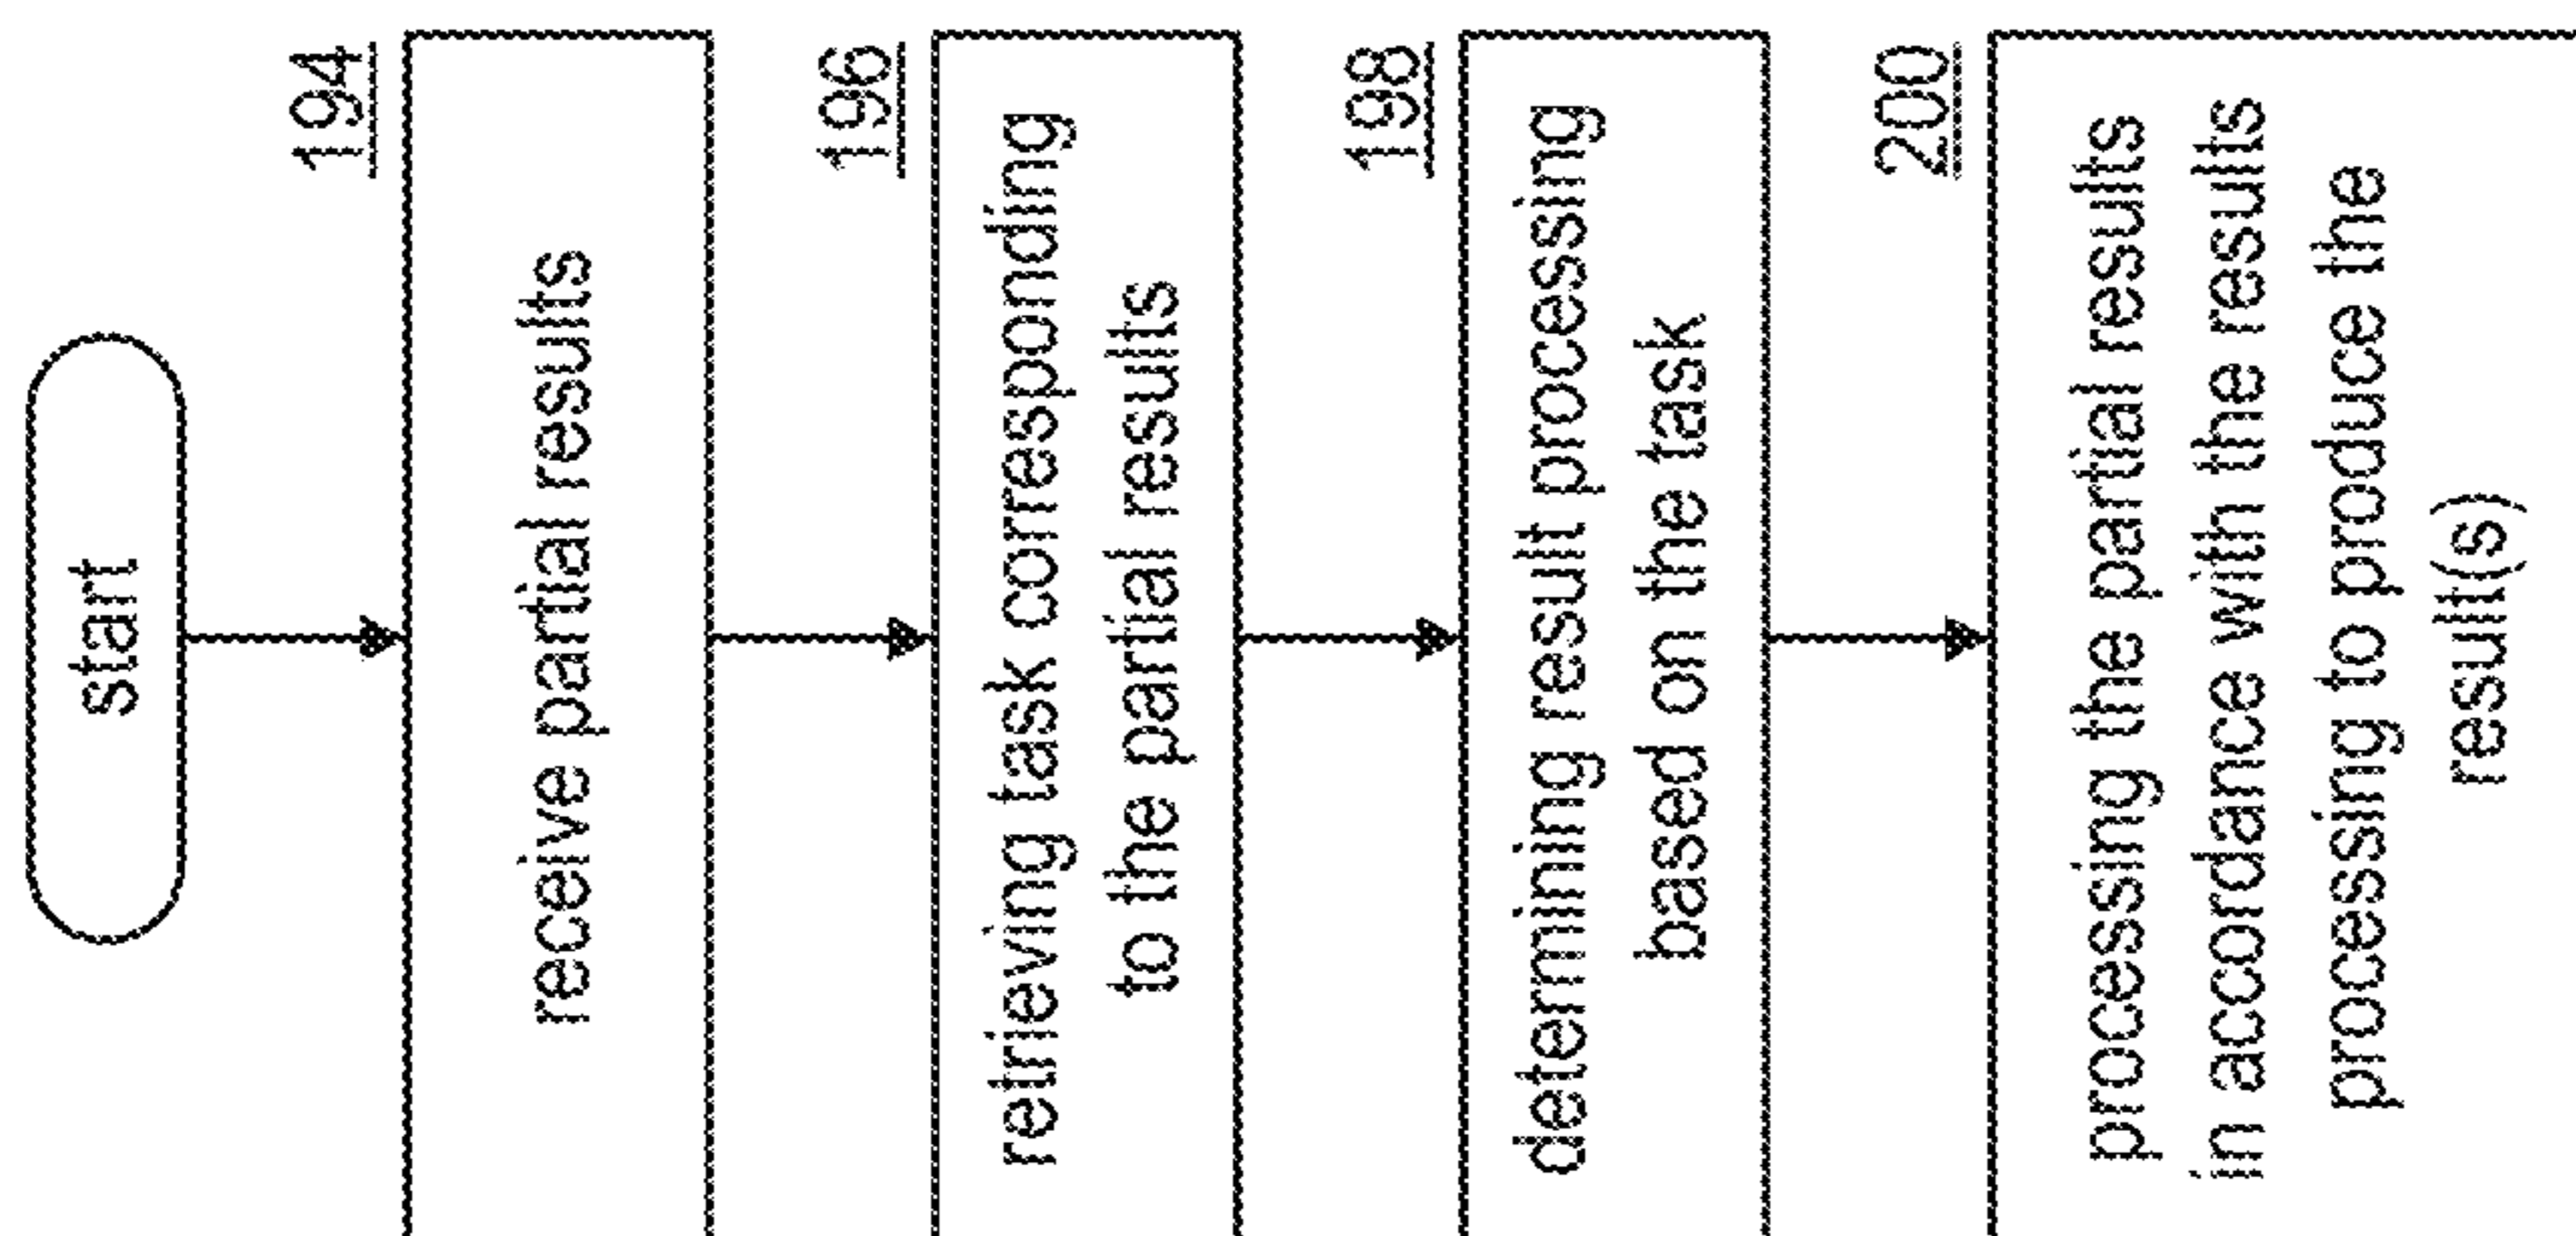 start
194
receive partial results
196
retrieving task corresponding
to the partial results
198
determining result processing
based on the task
200
processing the partial results
in accordance with the results
processing to produce the
result(s)